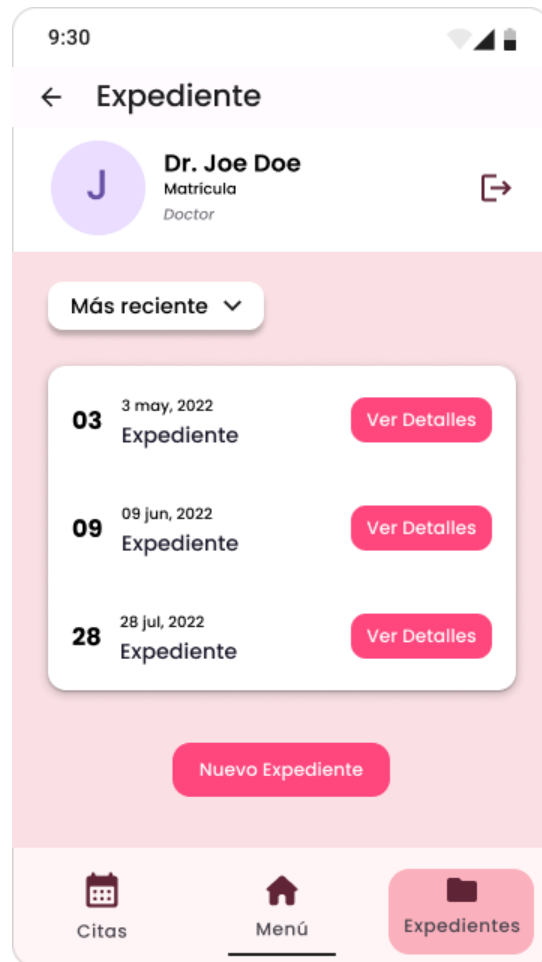 9:30
Expediente
J
Dr. Joe Doe
Matrícula
Doctor
Más reciente
03
3 may, 2022
Expediente
Ver Detalles
09
09 jun, 2022
Expediente
Ver Detalles
28
28 jul, 2022
Expediente
Ver Detalles
Nuevo Expediente
Citas
Menú
Expedientes